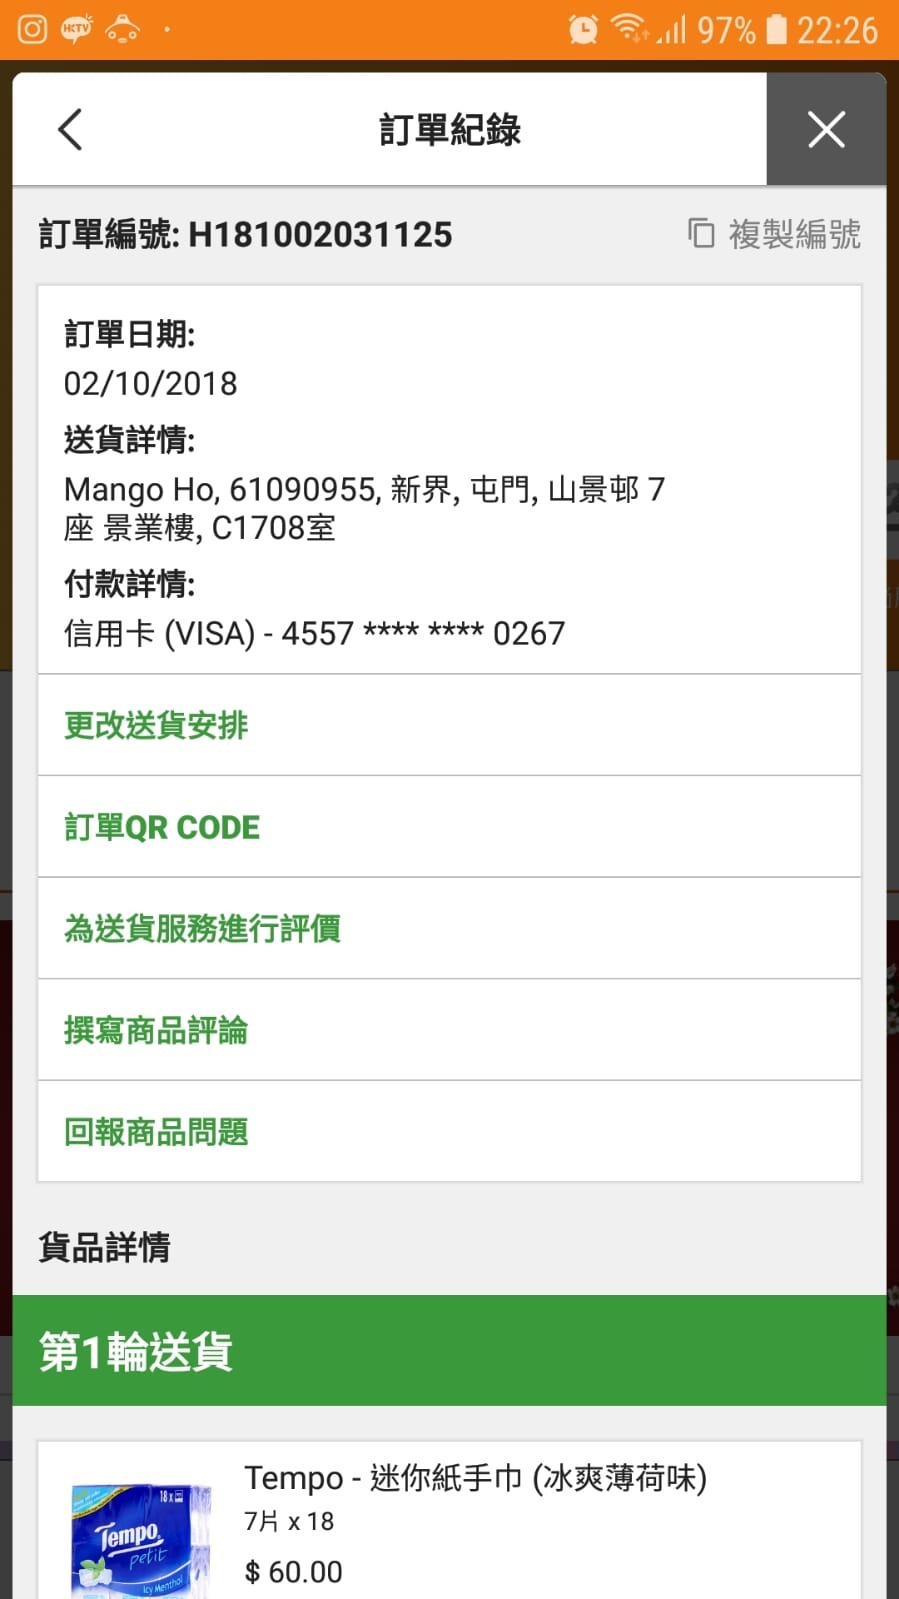 HKTV
97% 22:26
訂單紀錄
訂單編號: H181002031125
複製編號
訂單日期:
02/10/2018
送貨詳情:
Mango Ho, 61090955, 新界, 屯門, 山景邨 7
座 景業樓, C1708室
付款詳情:
信用卡 (VISA) - 4557 **** **** 0267
更改送貨安排
訂單QR CODE
為送貨服務進行評價
撰寫商品評論
回報商品問題
貨品詳情
第1輪送貨
Tempo - 迷你紙手巾 (冰爽薄荷味)
7片 x 18
$ 60.00
18 x
Tempo
petit
Icy Menthol